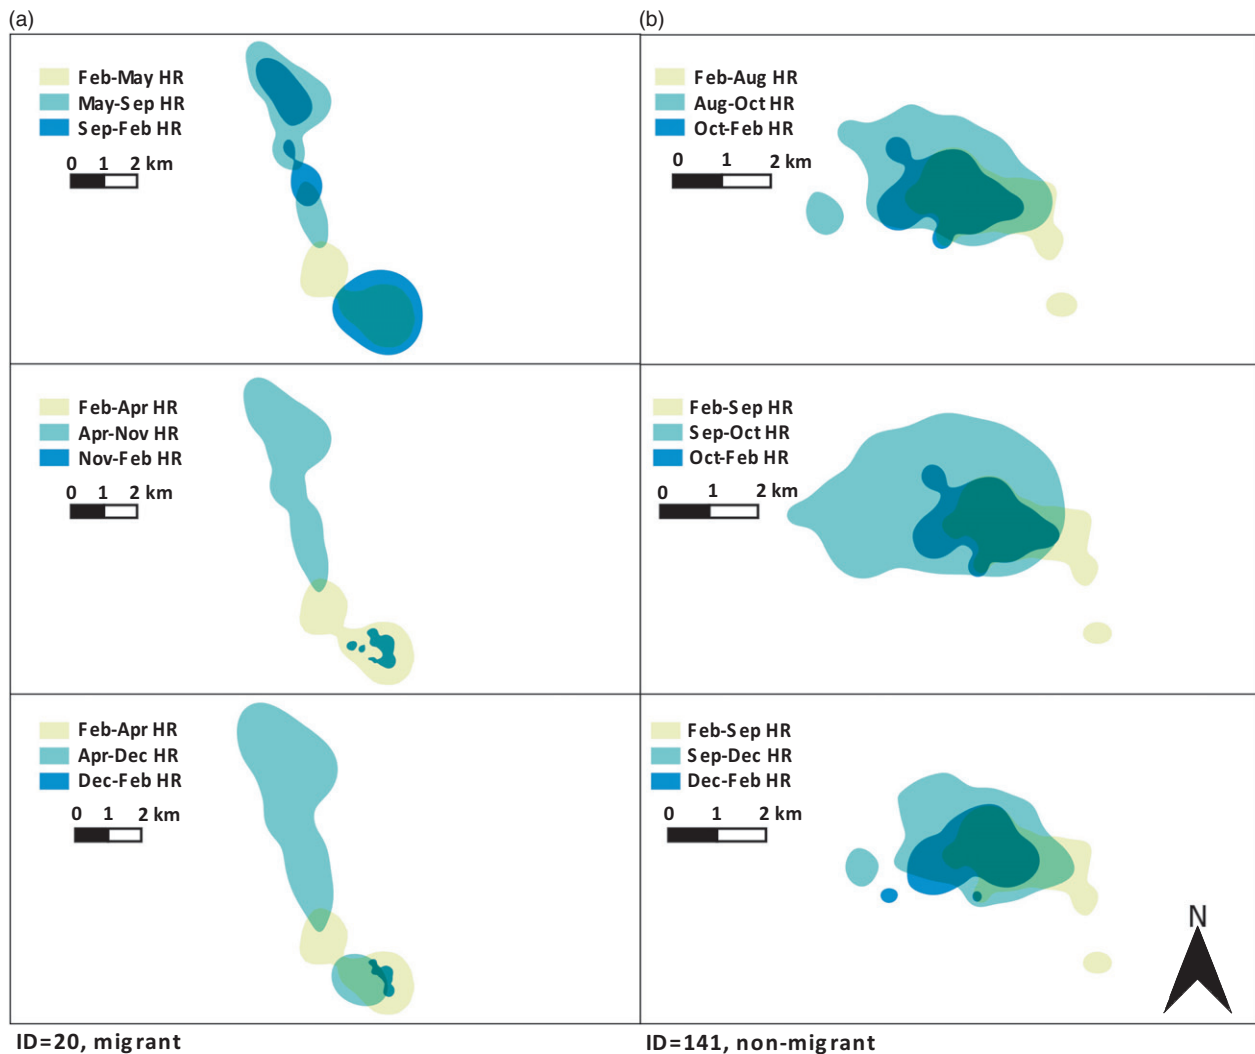 (a)
Feb-May HR
May-Sep HR
Sep-Feb HR
0 1 2 km
Feb-Apr HR
Apr-Nov HR
Nov-Feb HR
0 1 2 km
Feb-Apr HR
Apr-Dec HR
Dec-Feb HR
0 1 2 km
ID=20, migrant
(b)
Feb-Aug HR
Aug-Oct HR
Oct-Feb HR
0 1 2 km
Feb-Sep HR
Sep-Oct HR
Oct-Feb HR
0 1 2 km
Feb-Sep HR
Sep-Dec HR
Dec-Feb HR
0 1 2 km
N
ID=141, non-migrant